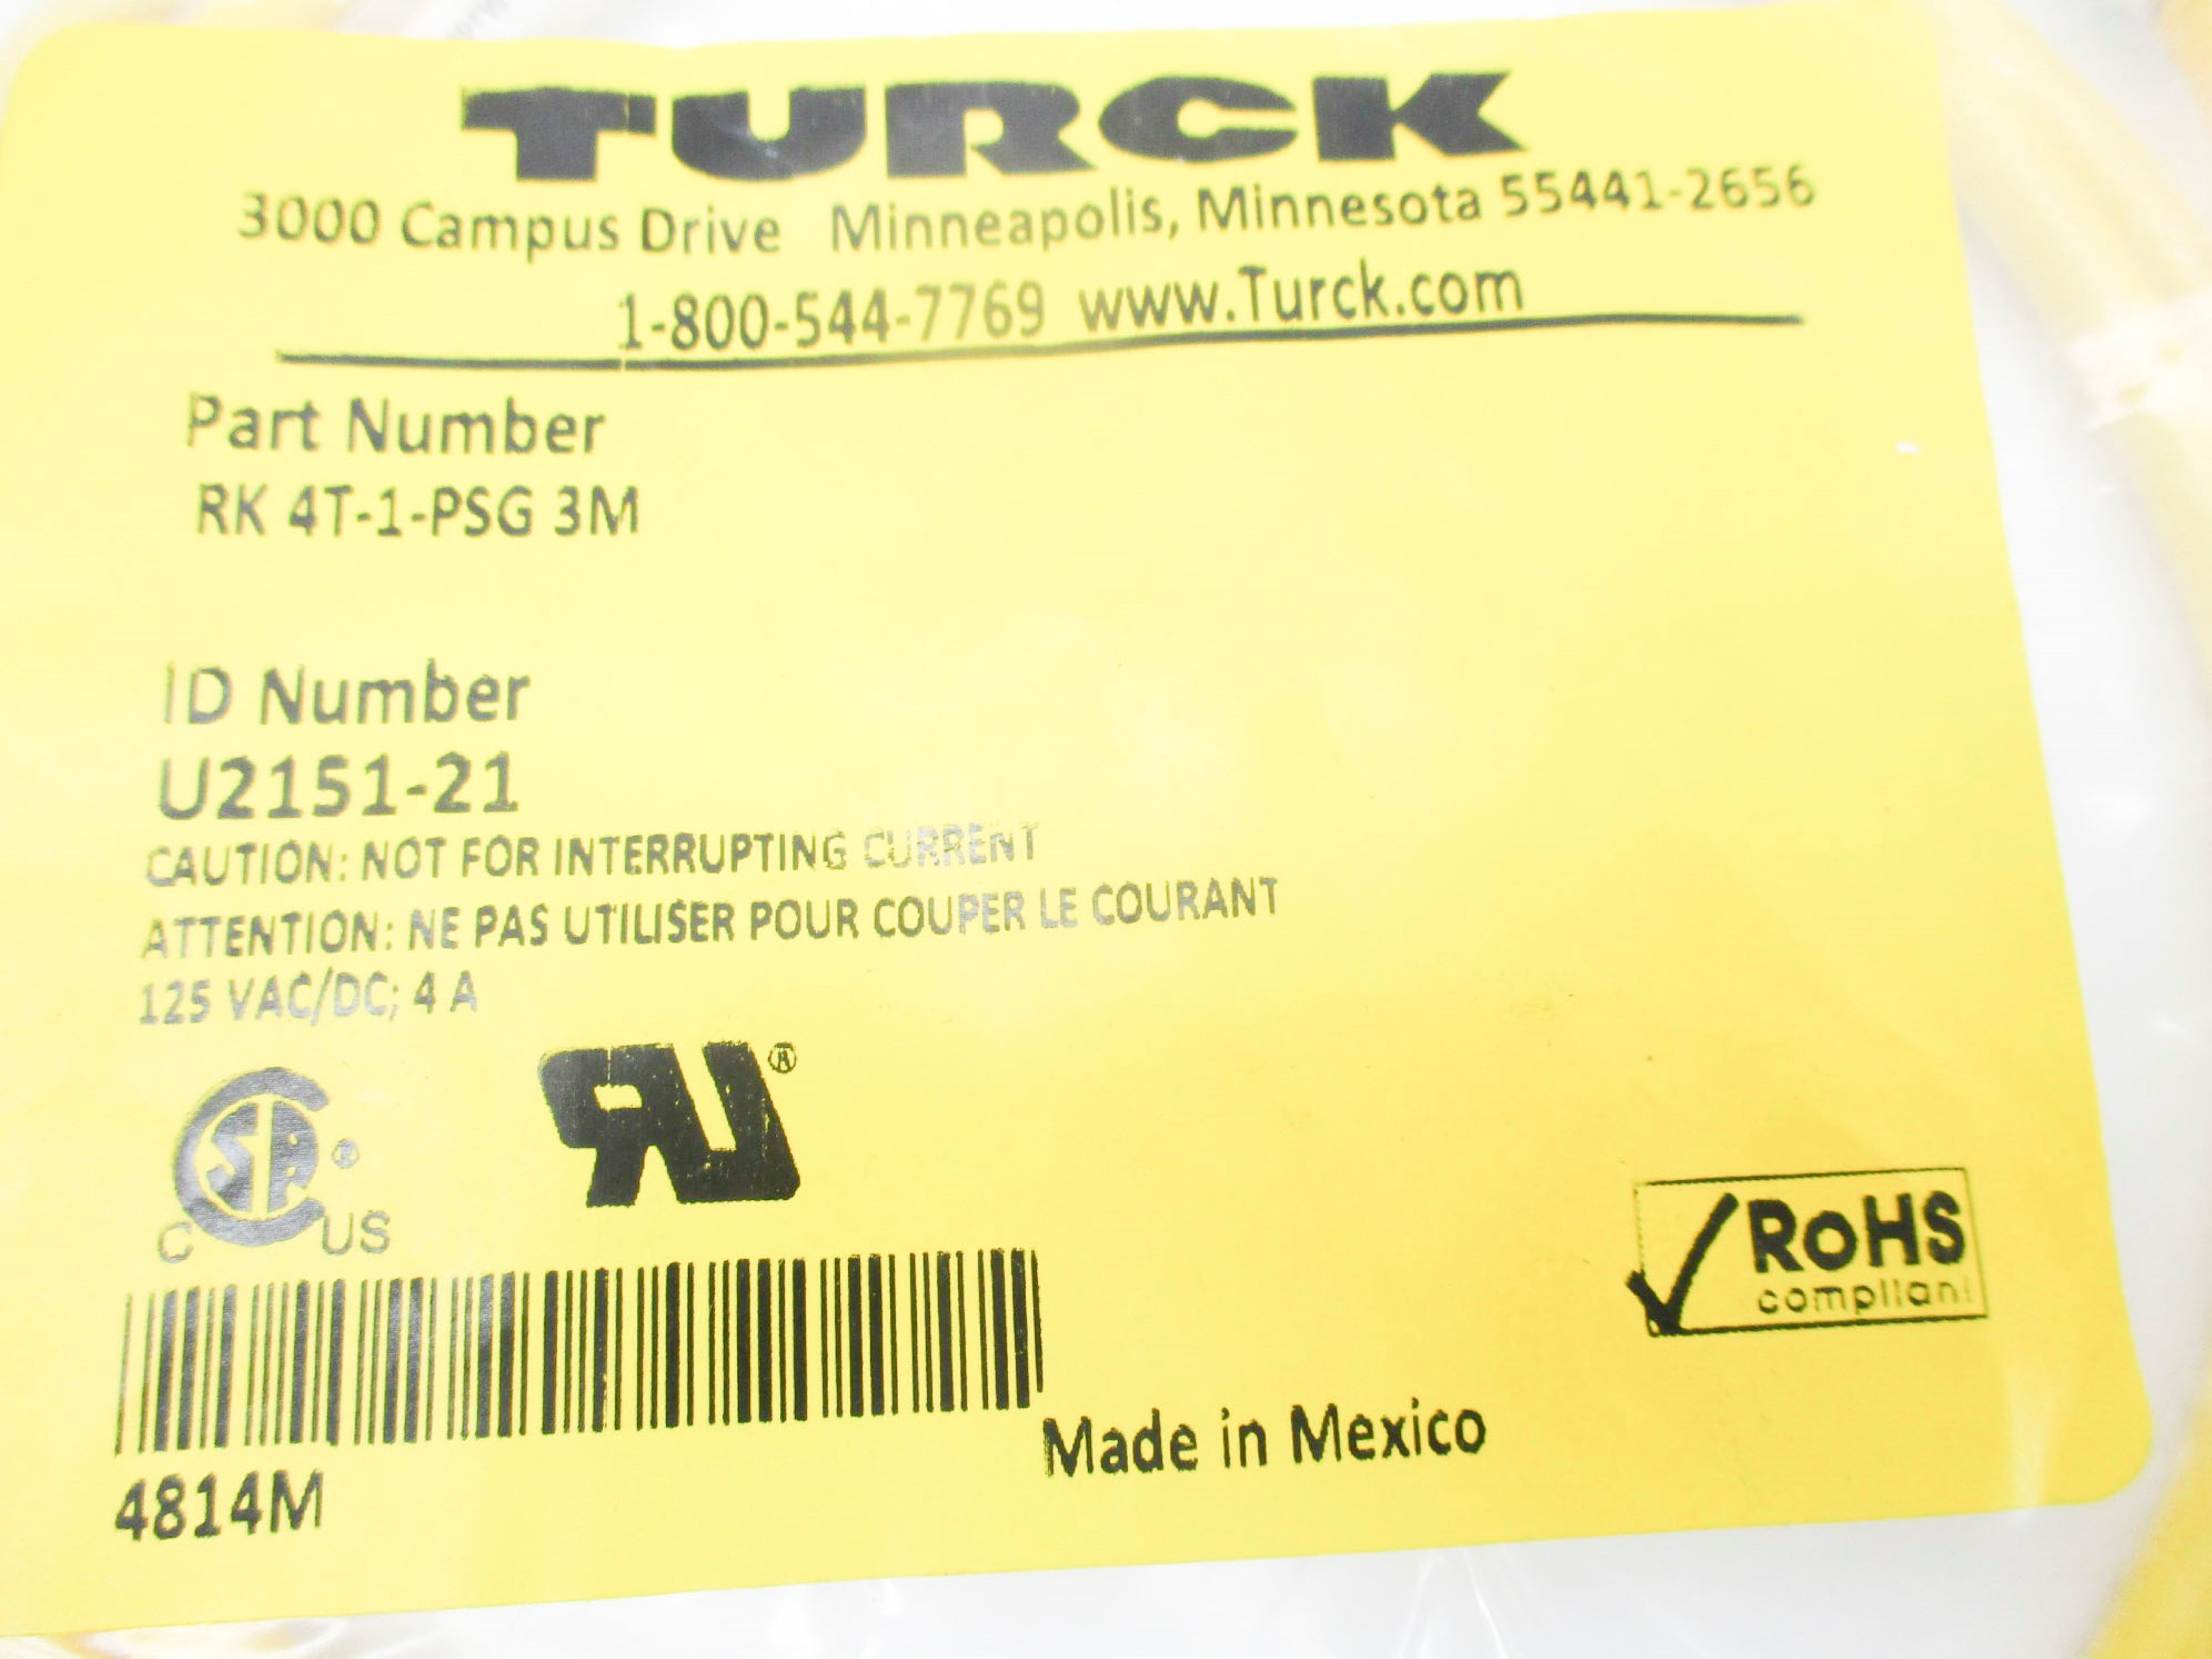 TURCK
3000 Campus Drive Minneapolis, Minnesota 55441-2656
1-800-544-7769 www.Turck.com
Part Number
RK 4T-1-PSG 3M
ID Number
U2151-21
CAUTION: NOT FOR INTERRUPTING CURRENT
ATTENTION: NE PAS UTILISER POUR COUPER LE COURANT
125 VAC/DC; 4 A
CSA ®
C US
RU ®
RoHS
compliant
Made in Mexico
4814M